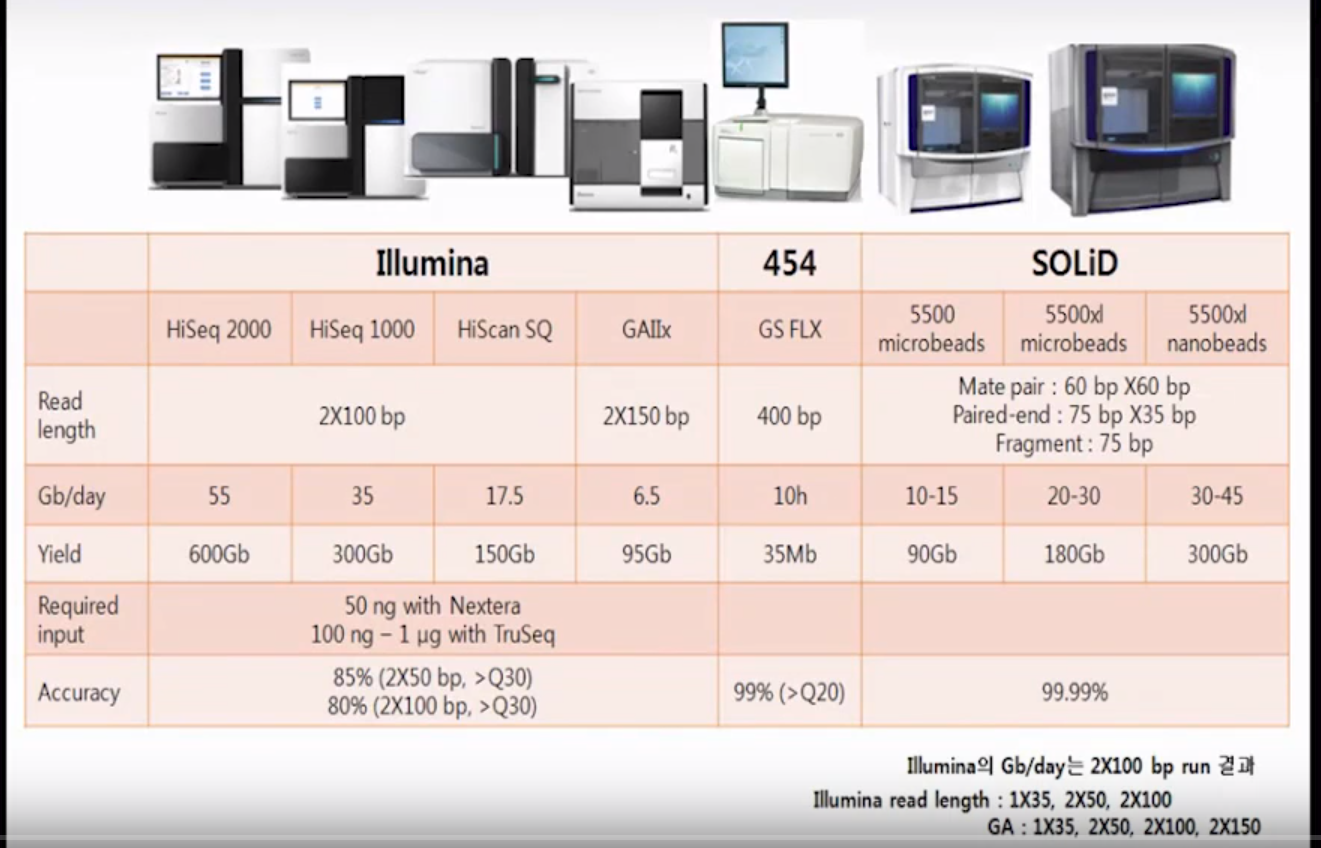 Illumina 454 SOLiD
HiSeq 2000 HiSeq 1000 HiScan SQ GAIIx GS FLX 5500 microbeads 5500xl microbeads 5500xl nanobeads
Read length 2X100 bp 2X150 bp 400 bp
Mate pair : 60 bp X60 bp
Paired-end : 75 bp X35 bp
Fragment : 75 bp
Gb/day 55 35 17.5 6.5 10h 10-15 20-30 30-45
Yield 600Gb 300Gb 150Gb 95Gb 35Mb 90Gb 180Gb 300Gb
Required input
50 ng with Nextera
100 ng – 1 µg with TruSeq
Accuracy
85% (2X50 bp, >Q30)
80% (2X100 bp, >Q30)
99% (>Q20) 99.99%
Illumina의 Gb/day는 2X100 bp run 결과
Illumina read length : 1X35, 2X50, 2X100
GA : 1X35, 2X50, 2X100, 2X150